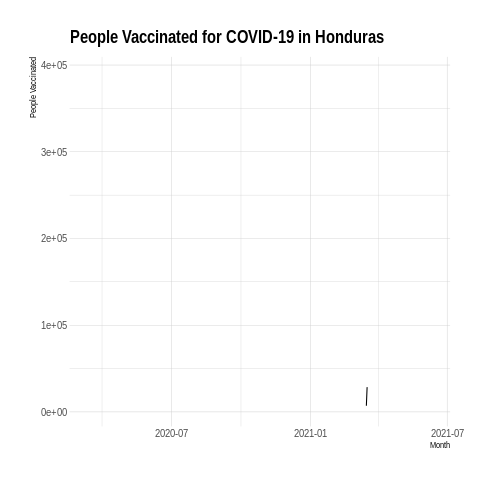 People Vaccinated for COVID-19 in Honduras
People Vaccinated
4e+05
3e+05
2e+05
1e+05
0e+00
2020-07
2021-01
2021-07
Month